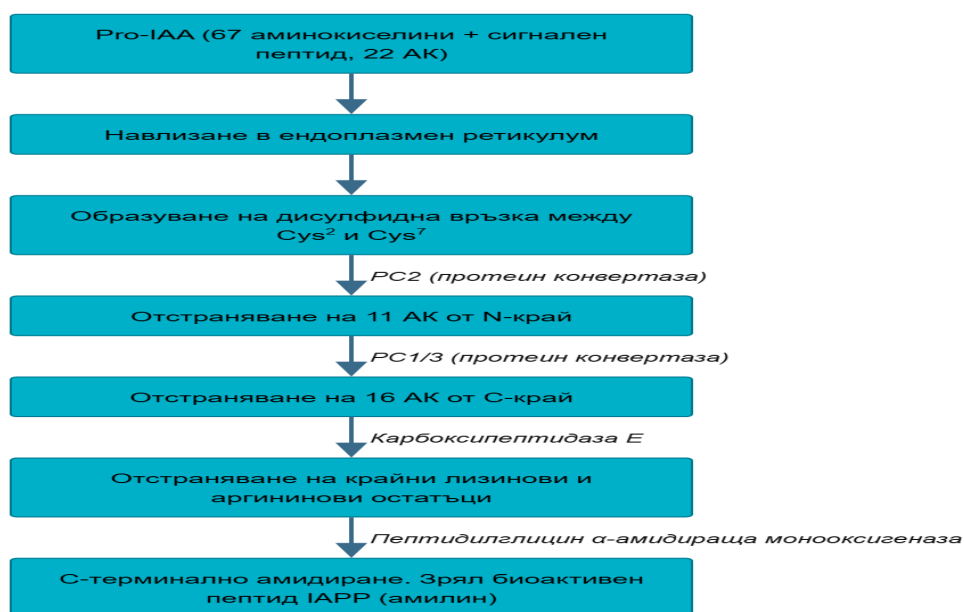 Pro-IAA (67 аминокиселини + сигнален
пептид, 22 АК)
Навлизане в ендоплазмен ретикулум
Образуване на дисулфидна връзка между
Cys² и Cys⁷
PC2 (протеин конвертаза)
Отстраняване на 11 АК от N-край
PC1/3 (протеин конвертаза)
Отстраняване на 16 АК от С-край
Карбоксипептидаза Е
Отстраняване на крайни лизинови и
аргининови остатъци
Пептидилглицин α-амидираща монооксигеназа
С-терминално амидиране. Зрял биоактивен
пептид IAPP (амилин)